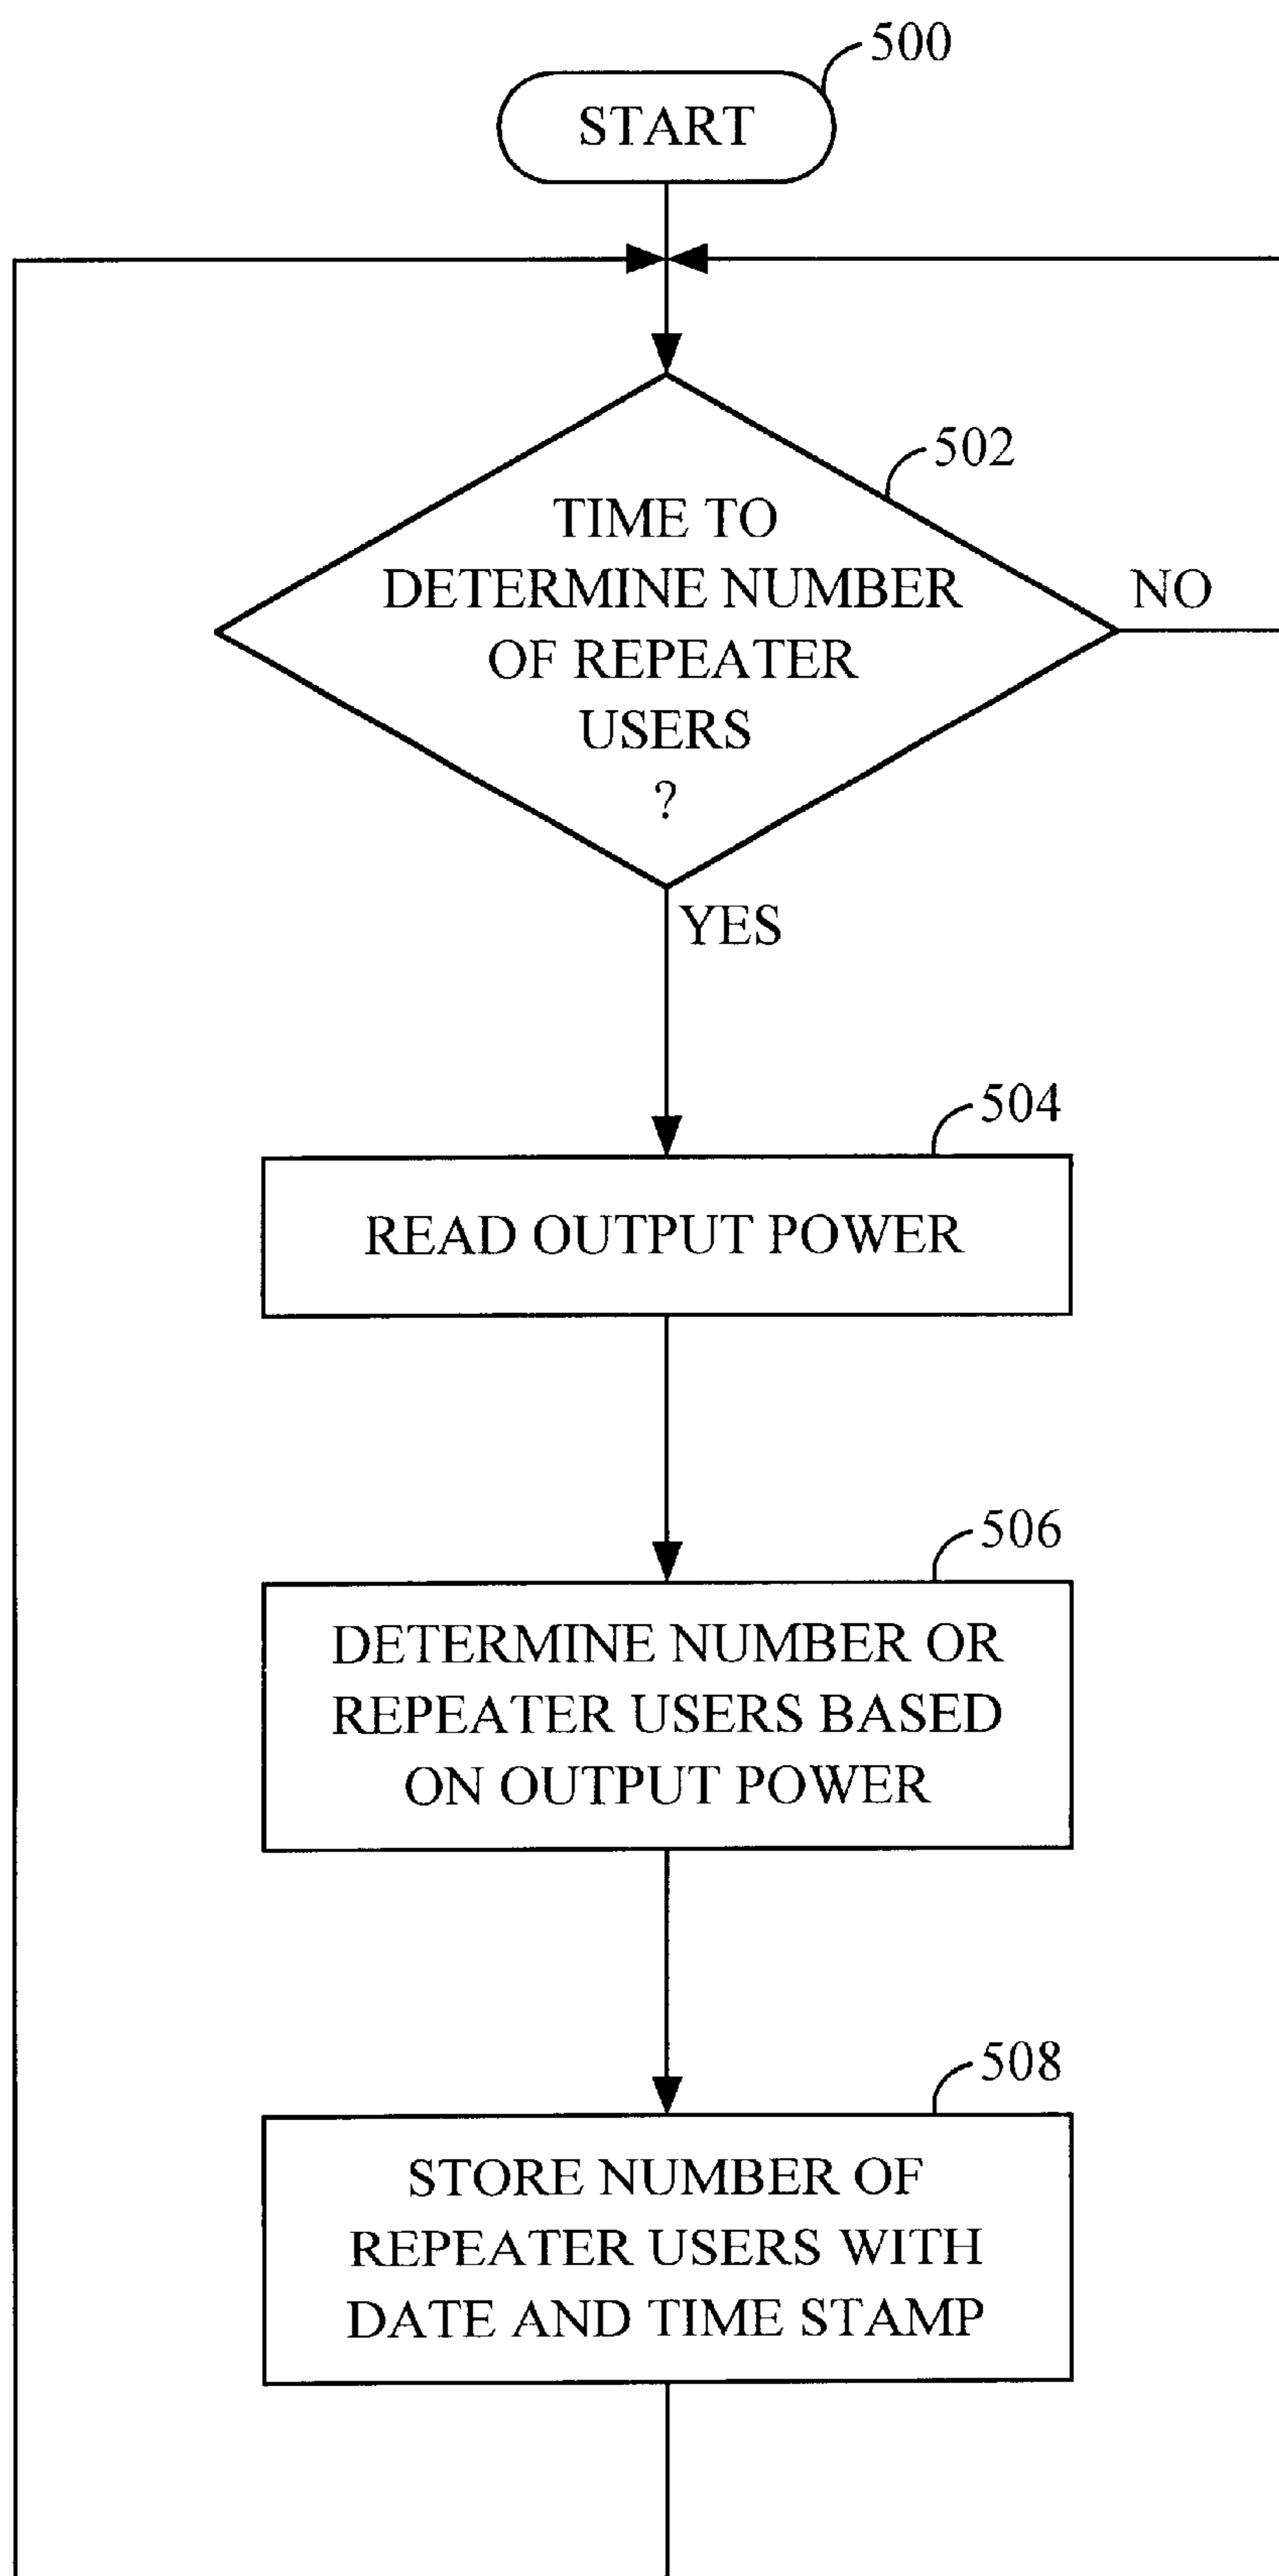 500
START
502
TIME TO
DETERMINE NUMBER
OF REPEATER
USERS
?
NO
YES
504
READ OUTPUT POWER
506
DETERMINE NUMBER OR
REPEATER USERS BASED
ON OUTPUT POWER
508
STORE NUMBER OF
REPEATER USERS WITH
DATE AND TIME STAMP